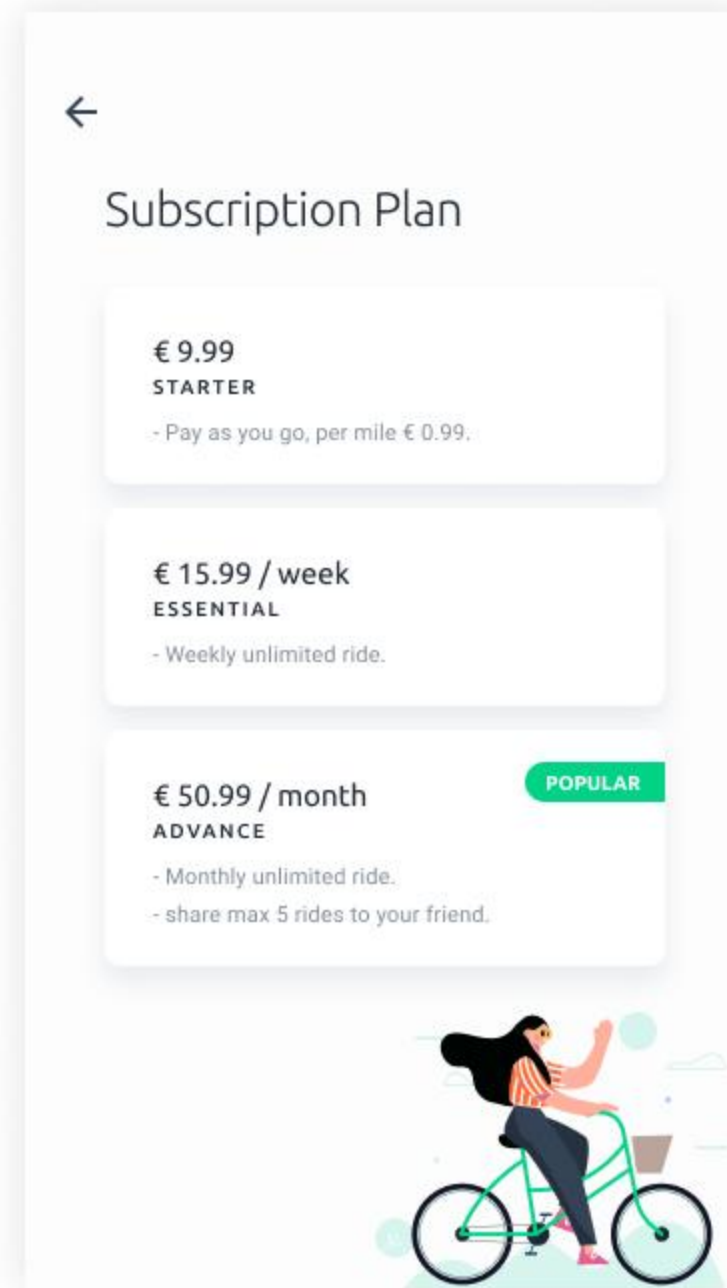 Subscription Plan
€ 9.99
STARTER
- Pay as you go, per mile € 0.99.
€ 15.99 / week
ESSENTIAL
- Weekly unlimited ride.
€ 50.99 / month
POPULAR
ADVANCE
- Monthly unlimited ride.
- share max 5 rides to your friend.